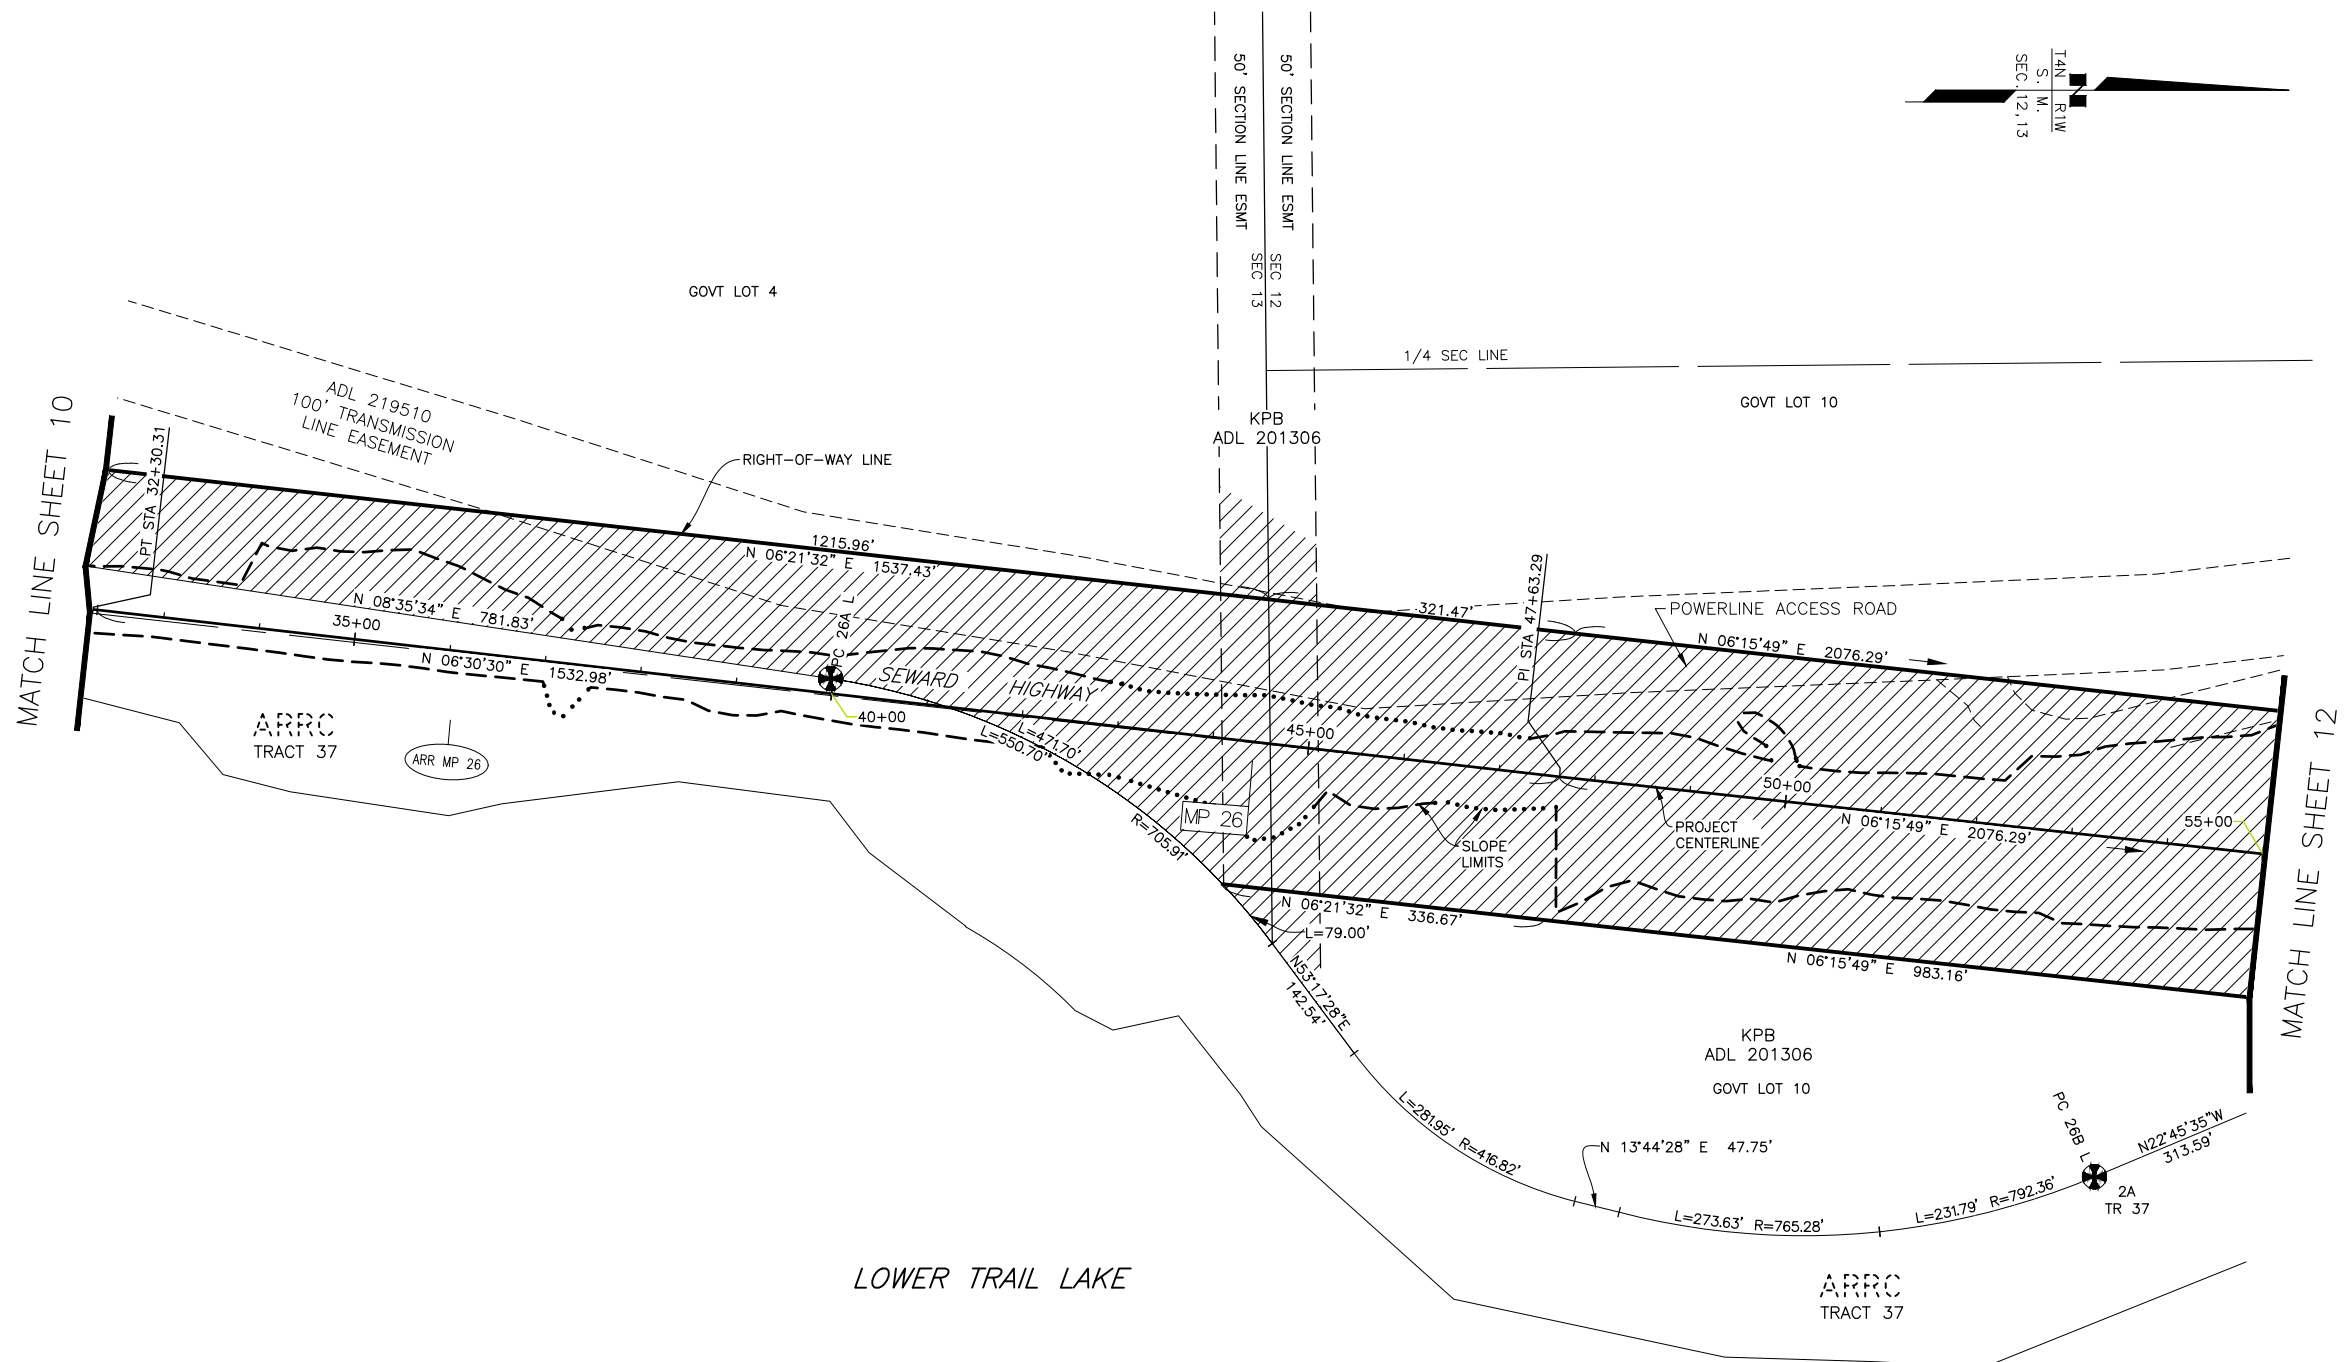 50' SECTION LINE ESMT
50' SECTION LINE ESMT
SEC 13
SEC 12
T4N R1W
S. M.
SEC. 12,13
N
GOVT LOT 4
1/4 SEC LINE
GOVT LOT 10
KPB
ADL 201306
ADL 219510
100' TRANSMISSION
LINE EASEMENT
MATCH LINE SHEET 10
PT STA 32+30.31
RIGHT-OF-WAY LINE
1215.96'
N 06°21'32" E 1537.43'
321.47'
PI STA 47+63.29
POWERLINE ACCESS ROAD
N 06°15'49" E 2076.29'
N 08°35'34" E 781.83'
35+00
N 06°30'30" E 1532.98'
PC 26A L
SEWARD HIGHWAY
40+00
L=471.70'
L=550.70'
45+00
50+00
55+00
ARRC
TRACT 37
ARR MP 26
R=705.91'
MP 26
SLOPE
LIMITS
PROJECT
CENTERLINE
N 06°15'49" E 2076.29'
MATCH LINE SHEET 12
N 06°21'32" E 336.67'
L=79.00'
N53°17'28"E
142.54'
N 06°15'49" E 983.16'
KPB
ADL 201306
GOVT LOT 10
L=281.95' R=416.82'
N 13°44'28" E 47.75'
L=273.63' R=765.28'
L=231.79' R=792.36'
PC 26B L
N22°45'35"W
313.59'
2A
TR 37
LOWER TRAIL LAKE
ARRC
TRACT 37